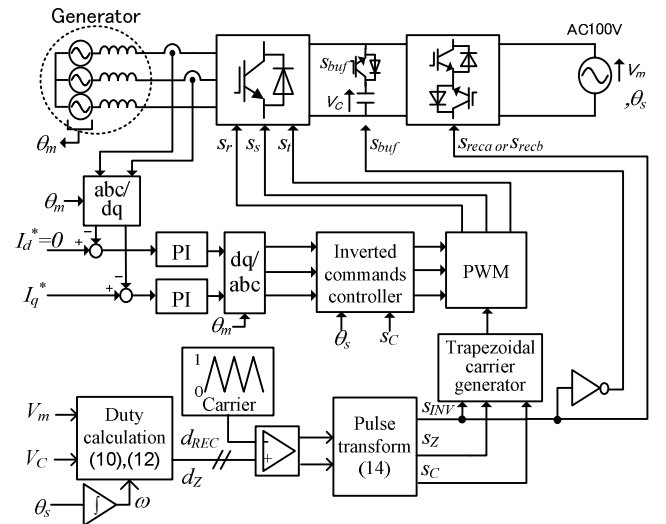 Generator
AC100V
s_buf
V_C
V_m
,θ_s
θ_m
s_r
s_s
s_t
s_buf
s_reca or s_recb
θ_m
abc/
dq
−
I_d^*=0
+
PI
dq/
abc
Inverted
commands
controller
PWM
−
I_q^*
+
PI
θ_m
θ_s
s_C
Trapezoidal
carrier
generator
1
0
Carrier
V_m
V_C
Duty
calculation
(10),(12)
d_REC
d_Z
-
+
Pulse
transform
(14)
s_INV
s_Z
s_C
θ_s
∫
ω